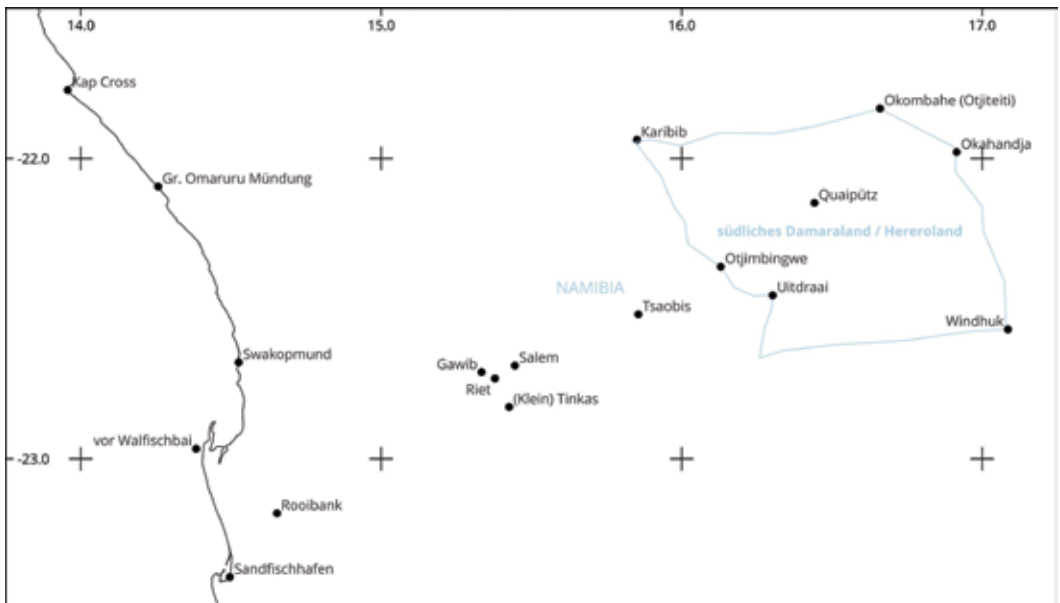 14.0 15.0 16.0 17.0
Kap Cross
Okombahe (Otjiteiti)
Karibib
Okahandja
-22.0
Gr. Omaruru Mündung
Quaipütz
südliches Damaraland / Hereroland
Otjimbingwe
NAMIBIA
Uitdraai
Tsaobis
Windhuk
Swakopmund
Salem
Gawib
Riet
(Klein) Tinkas
vor Walfischbai
-23.0
Rooibank
Sandfischhafen